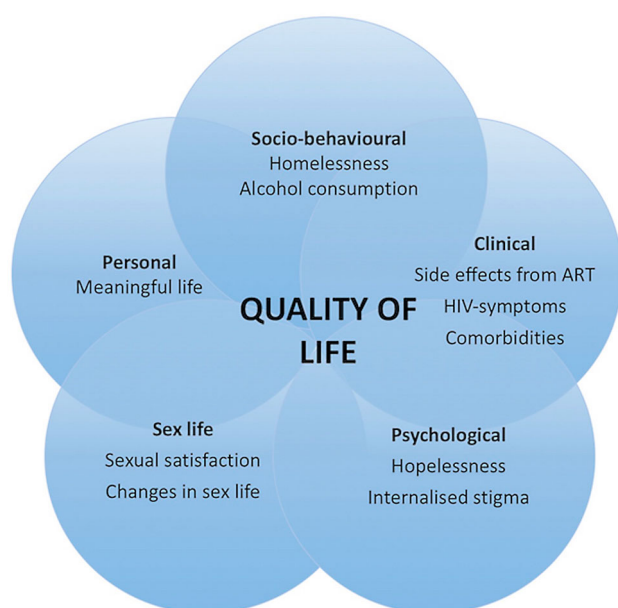 Socio-behavioural
Homelessness
Alcohol consumption
Personal
Meaningful life
Clinical
Side effects from ART
HIV-symptoms
Comorbidities
QUALITY OF
LIFE
Sex life
Sexual satisfaction
Changes in sex life
Psychological
Hopelessness
Internalised stigma